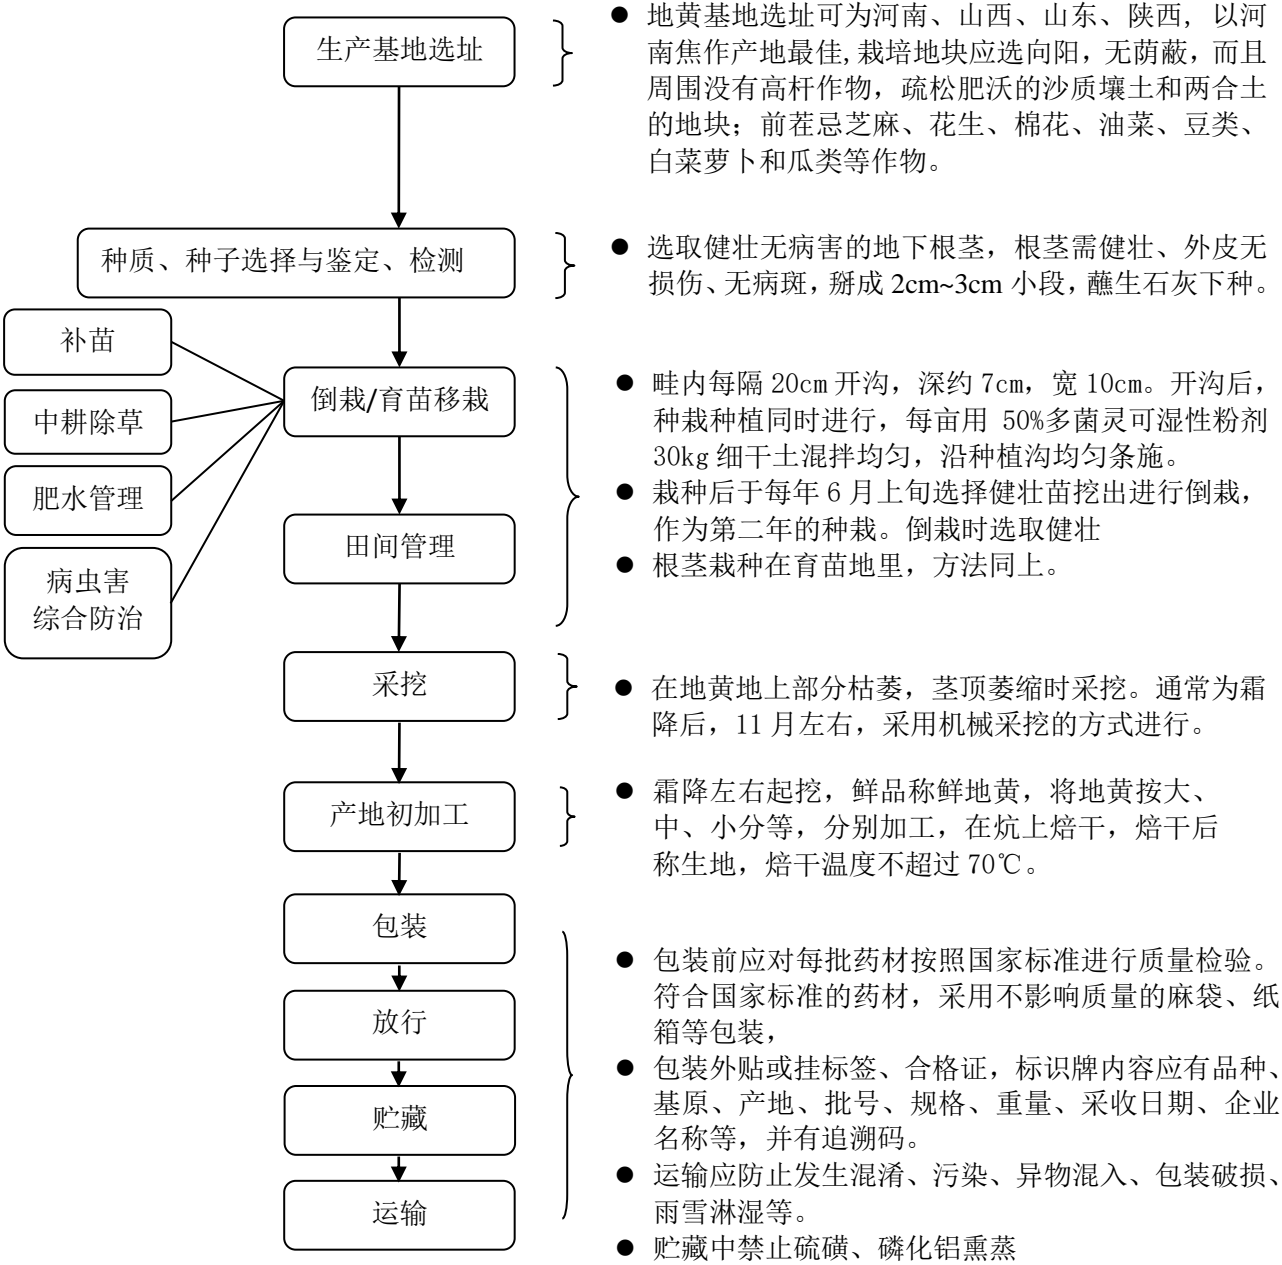 生产基地选址
● 地黄基地选址可为河南、山西、山东、陕西, 以河
南焦作产地最佳,栽培地块应选向阳，无荫蔽，而且
周围没有高杆作物，疏松肥沃的沙质壤土和两合土
的地块；前茬忌芝麻、花生、棉花、油菜、豆类、
白菜萝卜和瓜类等作物。
种质、种子选择与鉴定、检测
● 选取健壮无病害的地下根茎，根茎需健壮、外皮无
损伤、无病斑，掰成 2cm~3cm 小段，蘸生石灰下种。
补苗
中耕除草
肥水管理
病虫害
综合防治
倒栽/育苗移栽
田间管理
● 畦内每隔 20cm 开沟，深约 7cm，宽 10cm。开沟后，
种栽种植同时进行，每亩用 50%多菌灵可湿性粉剂
30kg 细干土混拌均匀，沿种植沟均匀条施。
● 栽种后于每年 6 月上旬选择健壮苗挖出进行倒栽，
作为第二年的种栽。倒栽时选取健壮
● 根茎栽种在育苗地里，方法同上。
采挖
● 在地黄地上部分枯萎，茎顶萎缩时采挖。通常为霜
降后，11 月左右，采用机械采挖的方式进行。
产地初加工
● 霜降左右起挖，鲜品称鲜地黄，将地黄按大、
中、小分等，分别加工，在炕上焙干，焙干后
称生地，焙干温度不超过 70℃。
包装
放行
贮藏
运输
● 包装前应对每批药材按照国家标准进行质量检验。
符合国家标准的药材，采用不影响质量的麻袋、纸
箱等包装，
● 包装外贴或挂标签、合格证，标识牌内容应有品种、
基原、产地、批号、规格、重量、采收日期、企业
名称等，并有追溯码。
● 运输应防止发生混淆、污染、异物混入、包装破损、
雨雪淋湿等。
● 贮藏中禁止硫磺、磷化铝熏蒸